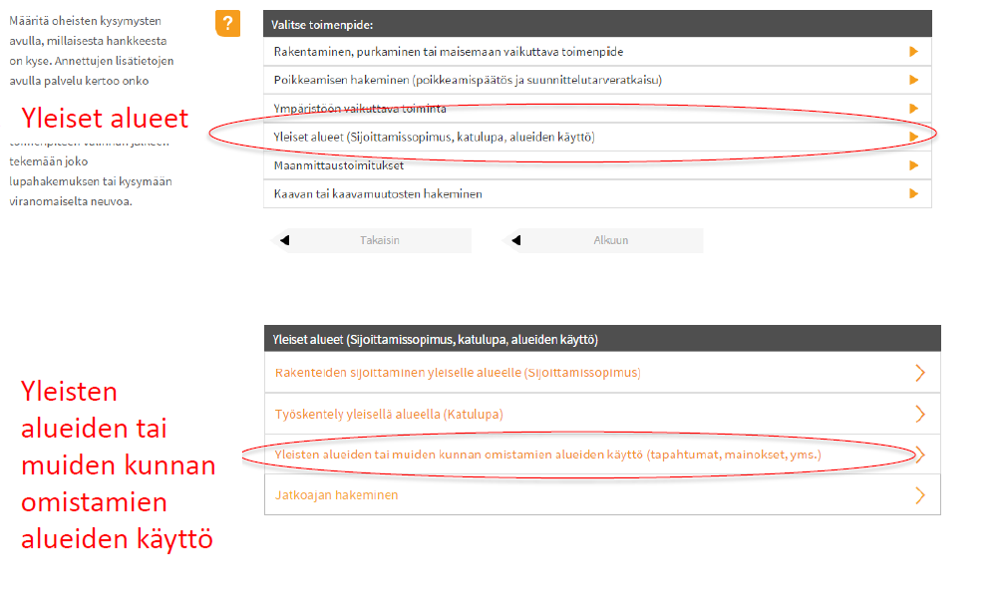 Määritä oheisten kysymysten
avulla, millaisesta hankkeesta
on kyse. Annettujen lisätietojen
avulla palvelu kertoo onko
Yleiset alueet
toimenpiteen valinnan jälkeen
tekemään joko
lupahakemuksen tai kysymään
viranomaiselta neuvoa.
?
Valitse toimenpide:
Rakentaminen, purkaminen tai maisemaan vaikuttava toimenpide
Poikkeamisen hakeminen (poikkeamispäätös ja suunnittelutarveratkaisu)
Ympäristöön vaikuttava toiminta
Yleiset alueet (Sijoittamissopimus, katulupa, alueiden käyttö)
Maanmittaustoimitukset
Kaavan tai kaavamuutosten hakeminen
Takaisin
Alkuun
Yleiset alueet (Sijoittamissopimus, katulupa, alueiden käyttö)
Rakenteiden sijoittaminen yleiselle alueelle (Sijoittamissopimus)
Työskentely yleisellä alueella (Katulupa)
Yleisten alueiden tai muiden kunnan omistamien alueiden käyttö (tapahtumat, mainokset, yms.)
Jatkoajan hakeminen
Yleisten
alueiden tai
muiden kunnan
omistamien
alueiden käyttö